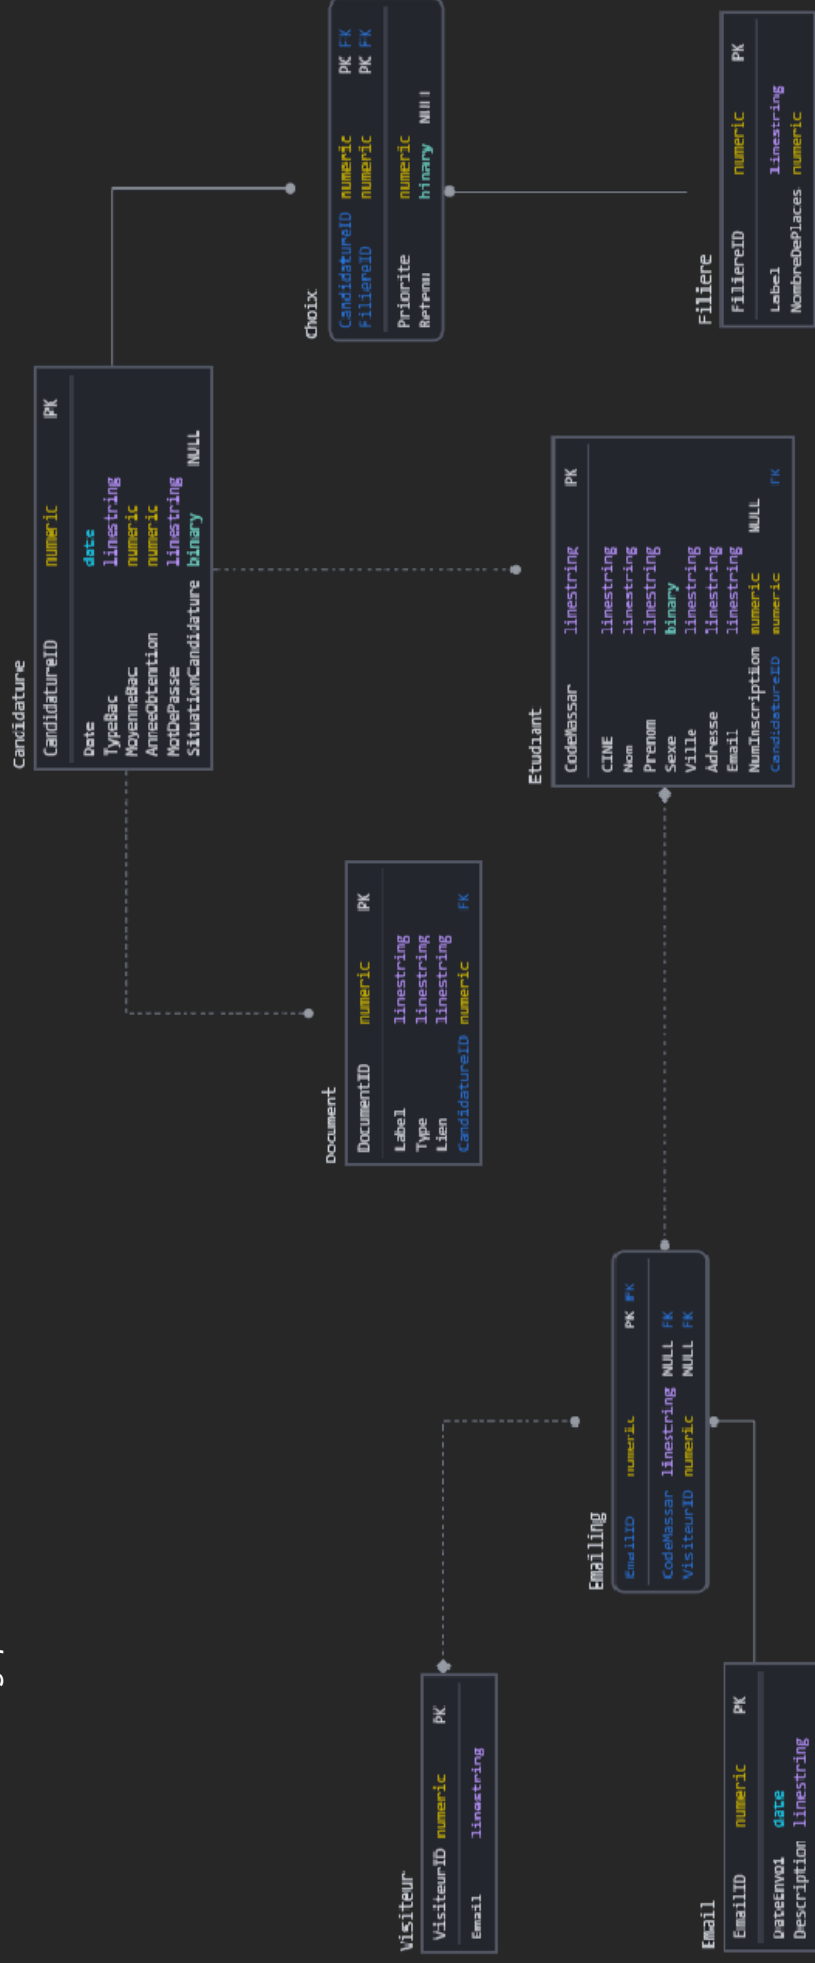 Candidature
CandidatureID numeric PK
Date date
TypeBac linestring
MoyenneBac numeric
AnneeObtention numeric
MotDePasse linestring
SituationCandidature binary NULL
Choix
CandidatureID numeric PK FK
FiliereID numeric PK FK
Priorite numeric
Retenu binary NULL
Filiere
FiliereID numeric PK
Label linestring
NombreDePlaces numeric
Document
DocumentID numeric PK
Label linestring
Type linestring
Lien linestring
CandidatureID numeric FK
Etudiant
CodeMassar linestring PK
CINE linestring
Nom linestring
Prenom linestring
Sexe binary
Ville linestring
Adresse linestring
Email linestring
NumInscription numeric NULL
CandidatureID numeric FK
Visiteur
VisiteurID numeric PK
Email linestring
Emailing
EmailID numeric PK FK
CodeMassar linestring NULL FK
VisiteurID numeric NULL FK
Email
EmailID numeric PK
DateEnvoi date
Description linestring